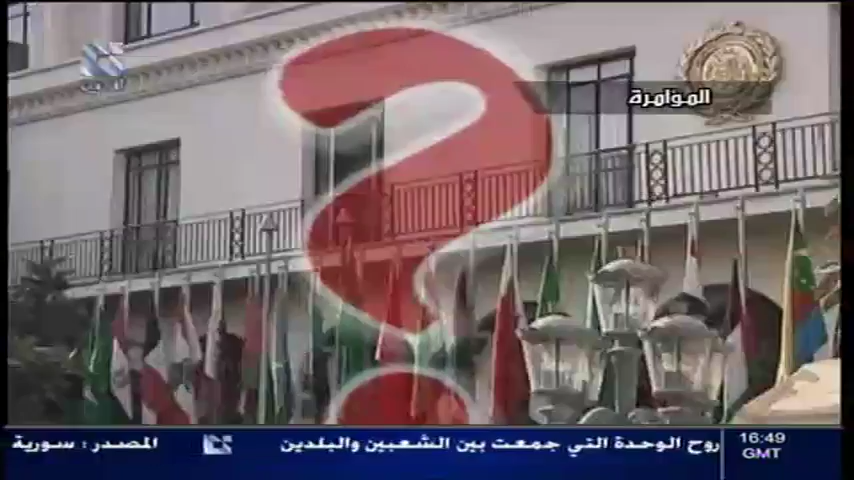 المؤامرة
روح الوحدة التي جمعت بين الشعبين والبلدين
المصدر : سورية
16:49
GMT